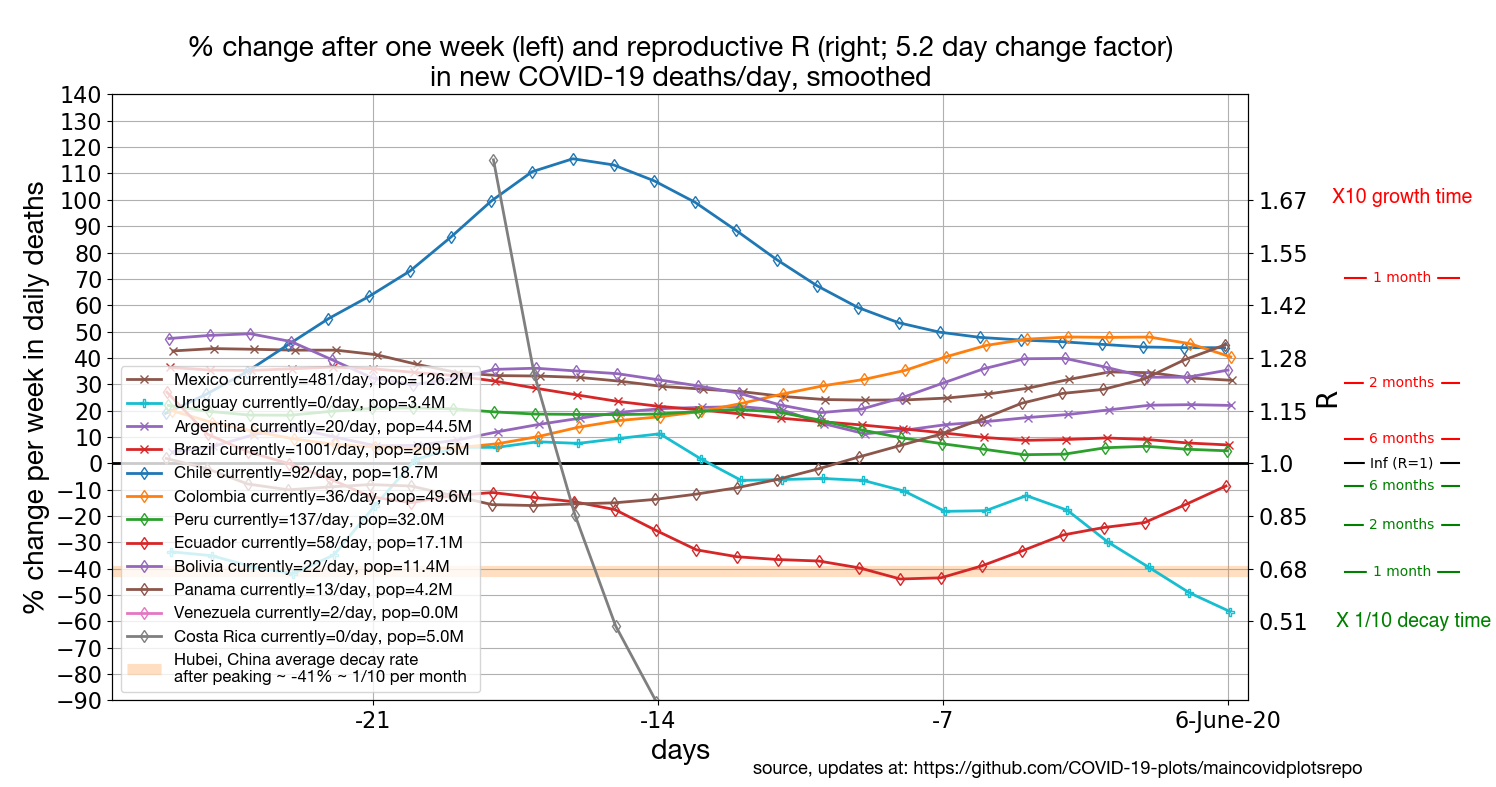 % change after one week (left) and reproductive R (right; 5.2 day change factor)
in new COVID-19 deaths/day, smoothed
% change per week in daily deaths
140
130
120
110
100
90
80
70
60
50
40
30
20
10
0
−10
−20
−30
−40
−50
−60
−70
−80
−90
Mexico currently=481/day, pop=126.2M
Uruguay currently=0/day, pop=3.4M
Argentina currently=20/day, pop=44.5M
Brazil currently=1001/day, pop=209.5M
Chile currently=92/day, pop=18.7M
Colombia currently=36/day, pop=49.6M
Peru currently=137/day, pop=32.0M
Ecuador currently=58/day, pop=17.1M
Bolivia currently=22/day, pop=11.4M
Panama currently=13/day, pop=4.2M
Venezuela currently=2/day, pop=0.0M
Costa Rica currently=0/day, pop=5.0M
Hubei, China average decay rate
after peaking ~ -41% ~ 1/10 per month
-21
-14
-7
6-June-20
days
1.67
1.55
1.42
1.28
1.15
1.0
0.85
0.68
0.51
R
X10 growth time
1 month
2 months
6 months
Inf (R=1)
6 months
2 months
1 month
X 1/10 decay time
source, updates at: https://github.com/COVID-19-plots/maincovidplotsrepo